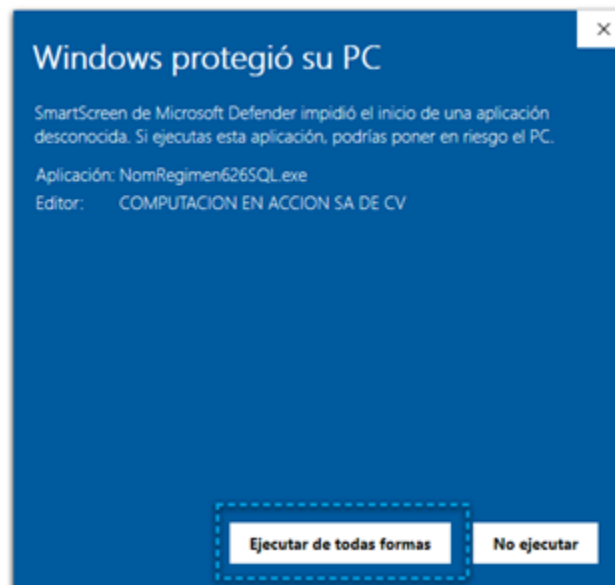 Windows protegió su PC
SmartScreen de Microsoft Defender impidió el inicio de una aplicación
desconocida. Si ejecutas esta aplicación, podrías poner en riesgo el PC.
Aplicación: NomRegimen626SQL.exe
Editor: COMPUTACION EN ACCION SA DE CV
Ejecutar de todas formas
No ejecutar